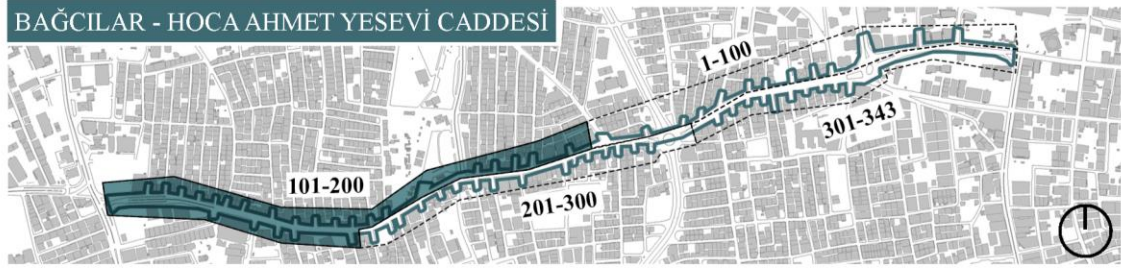 BAĞCILAR - HOCA AHMET YESEVİ CADDESİ
1-100
301-343
101-200
201-300